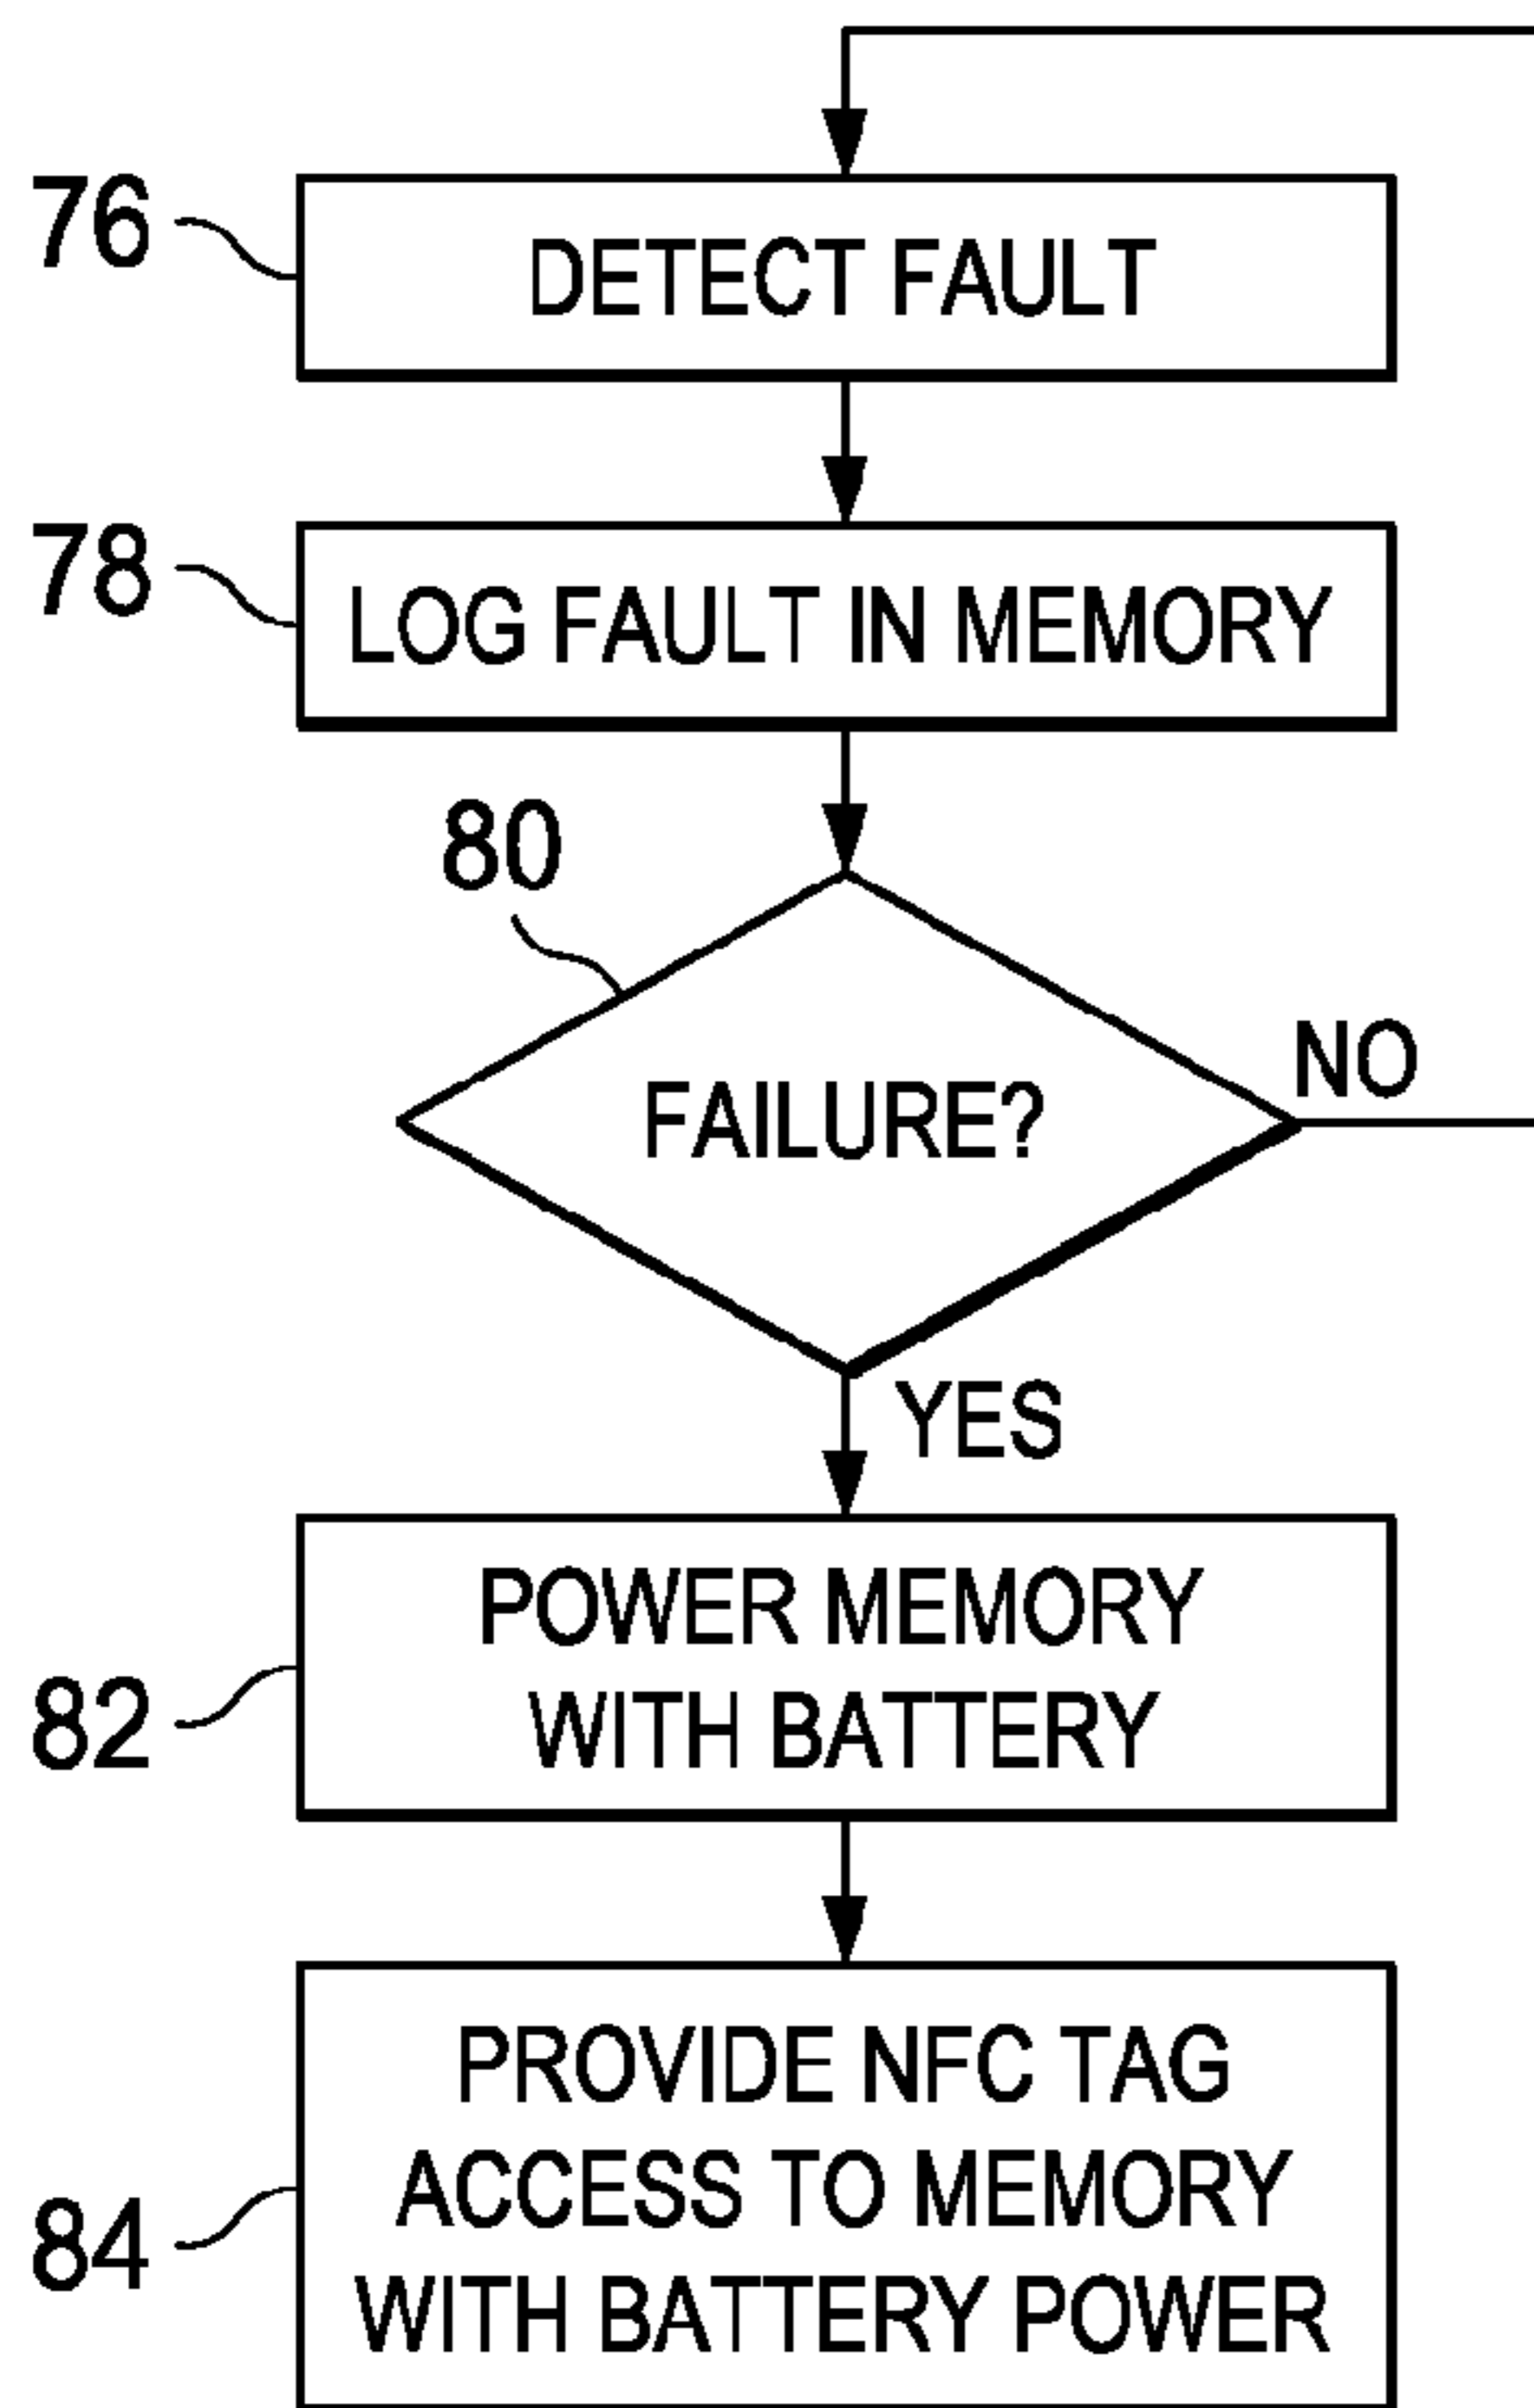 76
DETECT FAULT
78
LOG FAULT IN MEMORY
80
FAILURE?
NO
YES
82
POWER MEMORY
WITH BATTERY
84
PROVIDE NFC TAG
ACCESS TO MEMORY
WITH BATTERY POWER